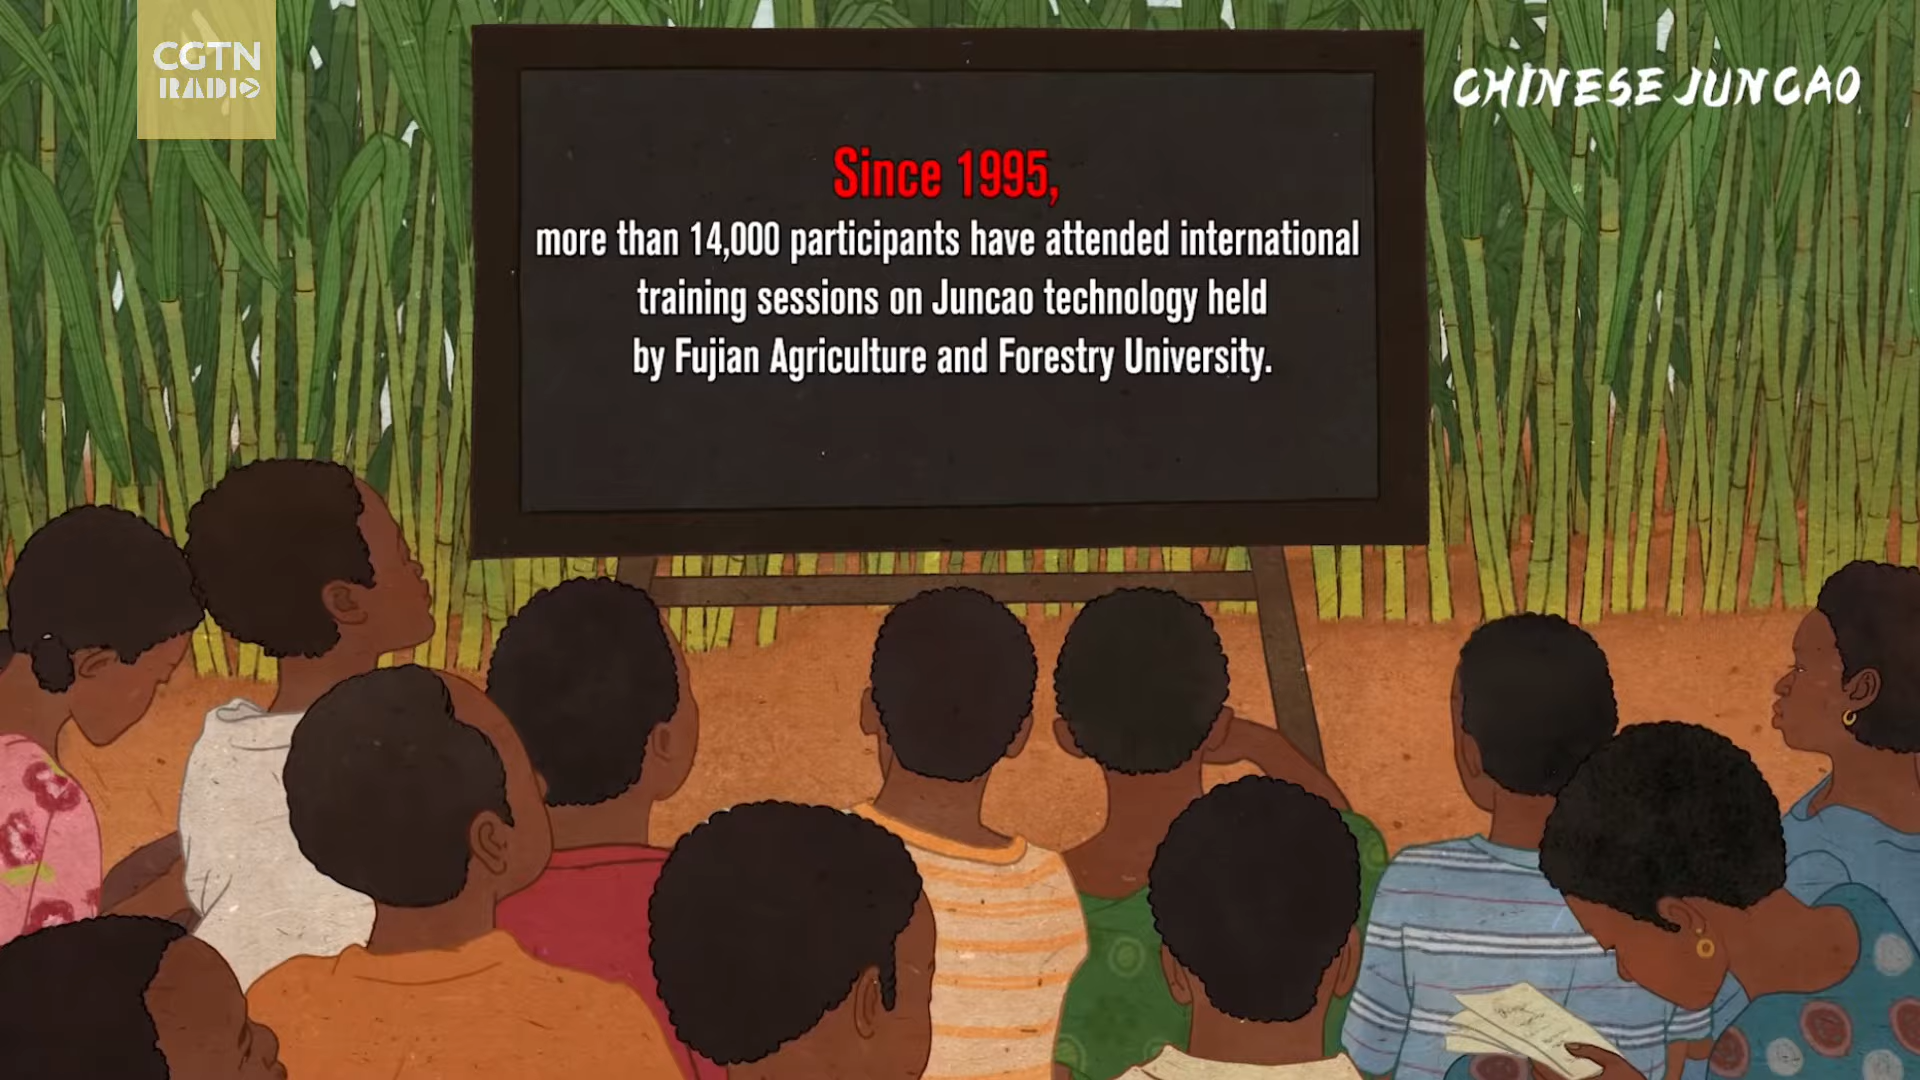 CGTN
RADIO
CHINESE JUNCAO
Since 1995,
more than 14,000 participants have attended international
training sessions on Juncao technology held
by Fujian Agriculture and Forestry University.